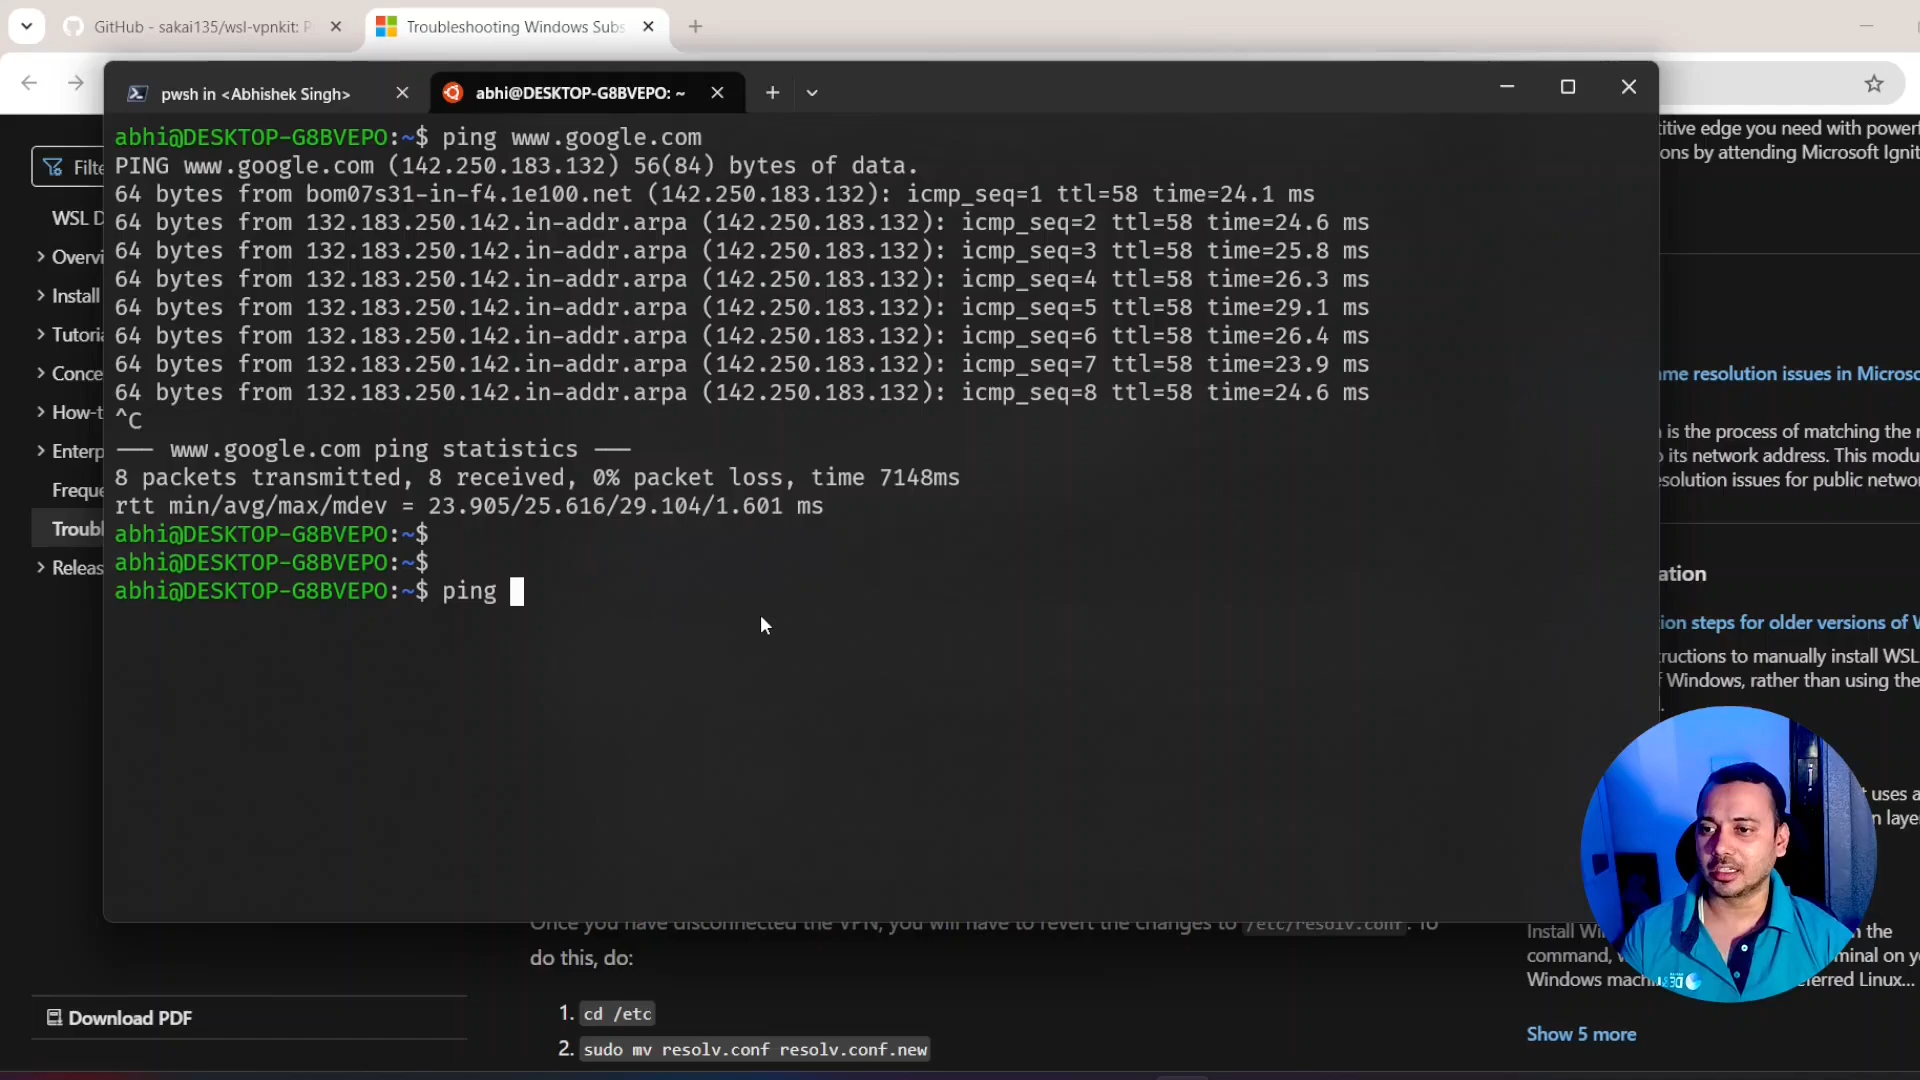 GitHub - sakai135/wsl-vpnkit: P
Troubleshooting Windows Subs
pwsh in <Abhishek Singh>
abhi@DESKTOP-G8BVEPO: ~
abhi@DESKTOP-G8BVEPO:~$ ping www.google.com
PING www.google.com (142.250.183.132) 56(84) bytes of data.
64 bytes from bom07s31-in-f4.1e100.net (142.250.183.132): icmp_seq=1 ttl=58 time=24.1 ms
64 bytes from 132.183.250.142.in-addr.arpa (142.250.183.132): icmp_seq=2 ttl=58 time=24.6 ms
64 bytes from 132.183.250.142.in-addr.arpa (142.250.183.132): icmp_seq=3 ttl=58 time=25.8 ms
64 bytes from 132.183.250.142.in-addr.arpa (142.250.183.132): icmp_seq=4 ttl=58 time=26.3 ms
64 bytes from 132.183.250.142.in-addr.arpa (142.250.183.132): icmp_seq=5 ttl=58 time=29.1 ms
64 bytes from 132.183.250.142.in-addr.arpa (142.250.183.132): icmp_seq=6 ttl=58 time=26.4 ms
64 bytes from 132.183.250.142.in-addr.arpa (142.250.183.132): icmp_seq=7 ttl=58 time=23.9 ms
64 bytes from 132.183.250.142.in-addr.arpa (142.250.183.132): icmp_seq=8 ttl=58 time=24.6 ms
^C
--- www.google.com ping statistics ---
8 packets transmitted, 8 received, 0% packet loss, time 7148ms
rtt min/avg/max/mdev = 23.905/25.616/29.104/1.601 ms
abhi@DESKTOP-G8BVEPO:~$
abhi@DESKTOP-G8BVEPO:~$
abhi@DESKTOP-G8BVEPO:~$ ping
Filte
WSL D
Overvi
Install
Tutoria
Conce
How-t
Enterp
Freque
Troubl
Releas
Download PDF
Once you have disconnected the VPN, you will have to revert the changes to /etc/resolv.conf. To
do this, do:
1. cd /etc
2. sudo mv resolv.conf resolv.conf.new
titive edge you need with powerf
ons by attending Microsoft Ignit
me resolution issues in Microso
is the process of matching the n
o its network address. This modu
esolution issues for public networ
ation
ion steps for older versions of W
ructions to manually install WSL
f Windows, rather than using the
uses a
n laye
Install Wi
n the
command,
minal on yo
Windows mach
eferred Linux...
Show 5 more